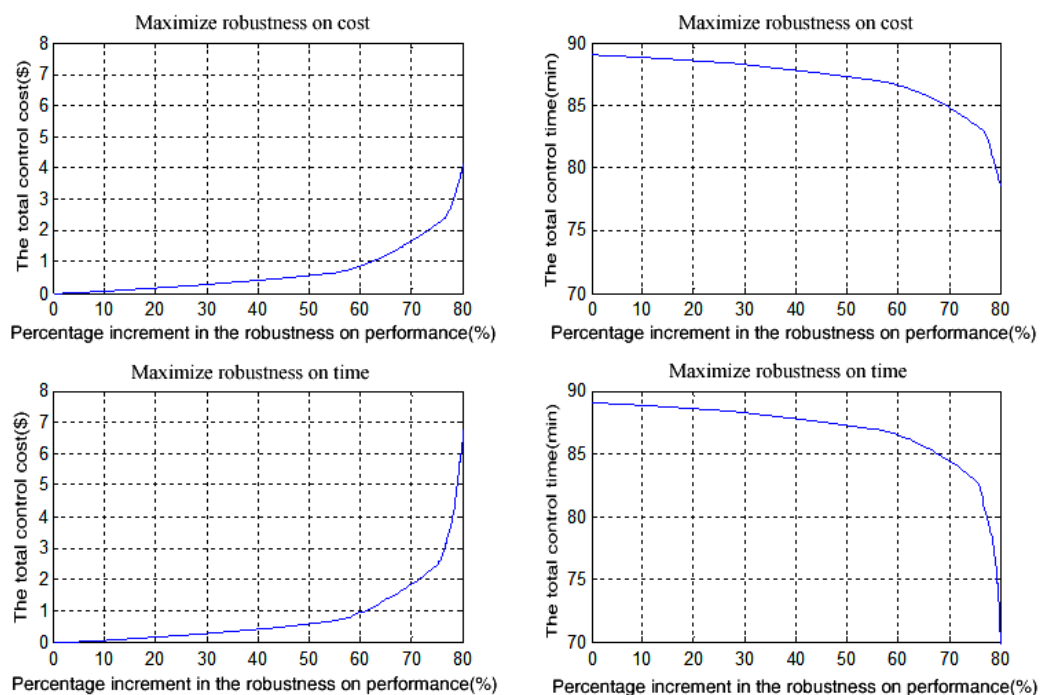 Maximize robustness on cost
The total control cost($)
8
7
6
5
4
3
2
1
0
0 10 20 30 40 50 60 70 80
Percentage increment in the robustness on performance(%)
Maximize robustness on cost
The total control time(min)
90
85
80
75
70
0 10 20 30 40 50 60 70 80
Percentage increment in the robustness on performance(%)
Maximize robustness on time
The total control cost($)
8
7
6
5
4
3
2
1
0
0 10 20 30 40 50 60 70 80
Percentage increment in the robustness on performance(%)
Maximize robustness on time
The total control time(min)
90
85
80
75
70
0 10 20 30 40 50 60 70 80
Percentage increment in the robustness on performance(%)